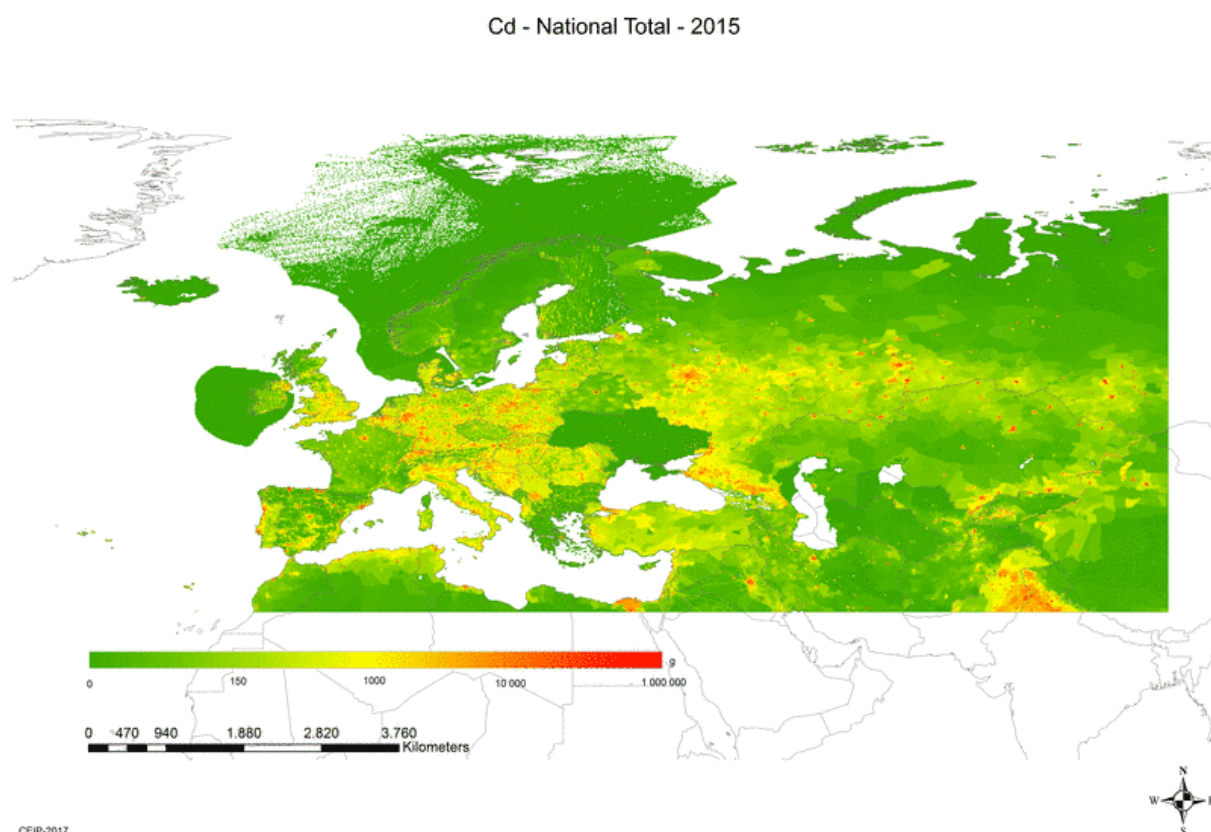 Cd - National Total - 2015
g
0 150 1000 10 000 1.000.000
0 470 940 1.880 2.820 3.760
Kilometers
N
W E
S
CEIP-2017